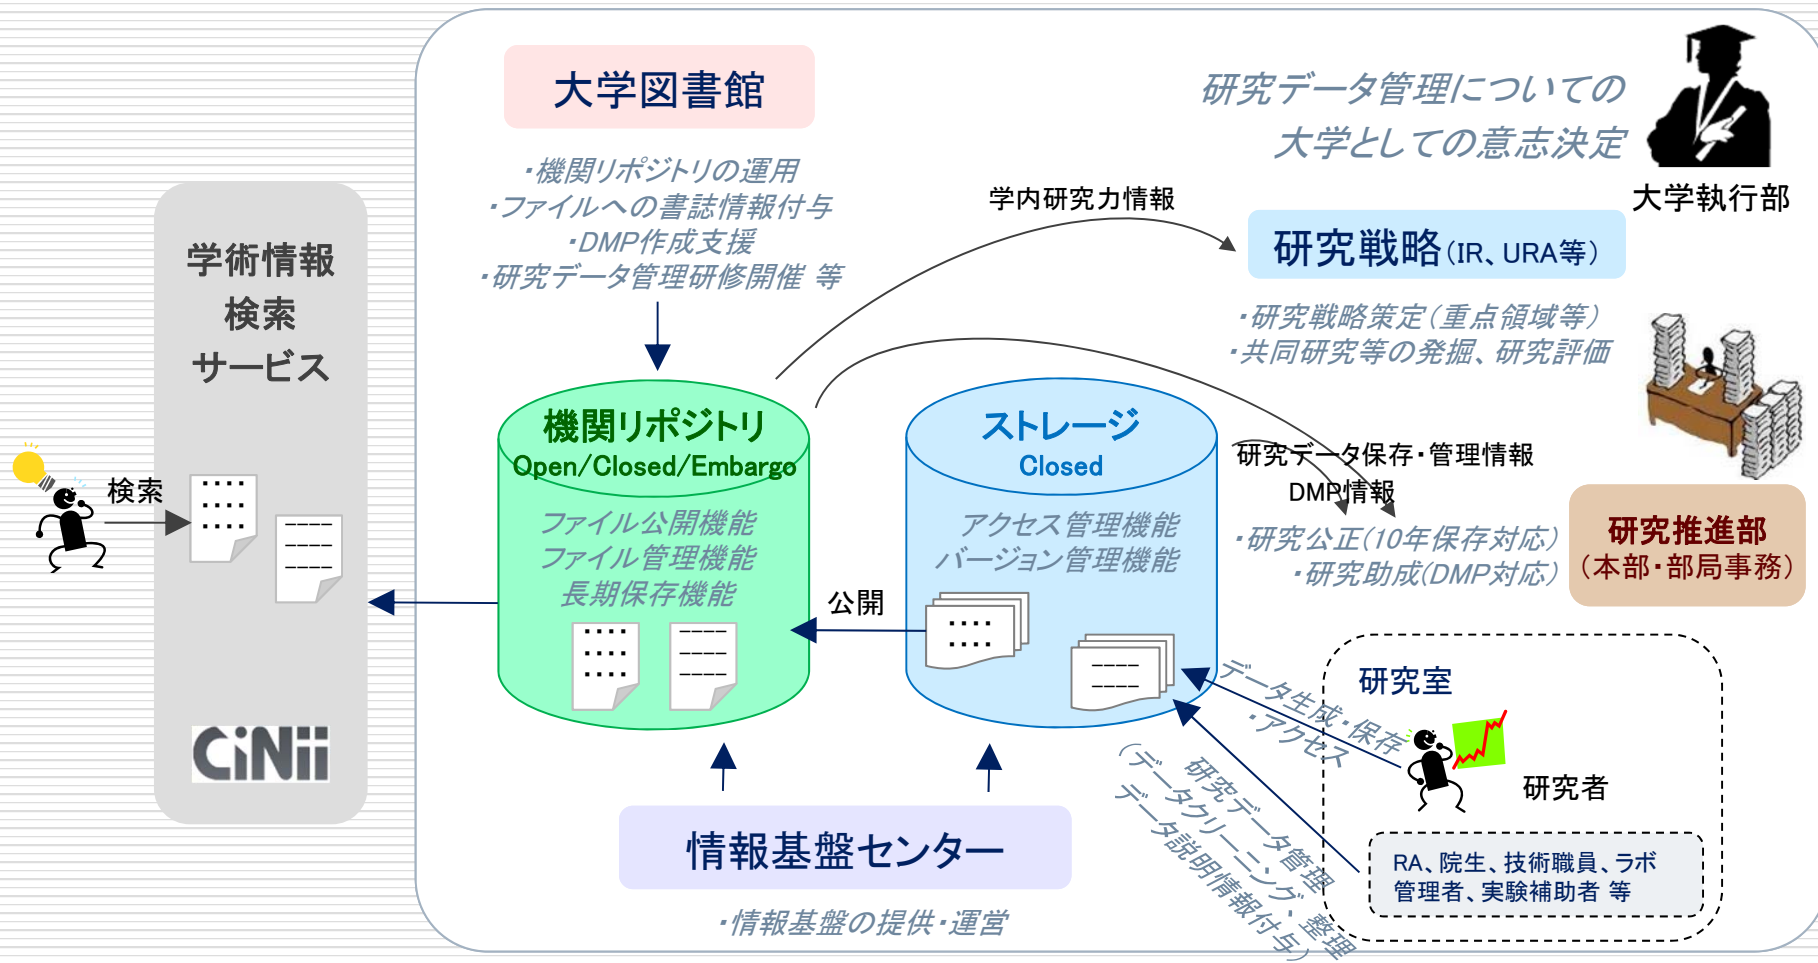 大学図書館
・機関リポジトリの運用
・ファイルへの書誌情報付与
・DMP作成支援
・研究データ管理研修開催 等
研究データ管理についての
大学としての意志決定
大学執行部
学内研究力情報
研究戦略(IR、URA等)
・研究戦略策定(重点領域等)
・共同研究等の発掘、研究評価
学術情報
検索
サービス
検索
CiNii
機関リポジトリ
Open/Closed/Embargo
ファイル公開機能
ファイル管理機能
長期保存機能
公開
ストレージ
Closed
アクセス管理機能
バージョン管理機能
研究データ保存・管理情報
DMP情報
・研究公正(10年保存対応)
・研究助成(DMP対応)
研究推進部
(本部・部局事務)
データ生成・保存
・アクセス
研究データ管理
(データクリーニング、整理
データ説明情報付与)
研究室
研究者
RA、院生、技術職員、ラボ
管理者、実験補助者 等
情報基盤センター
・情報基盤の提供・運営